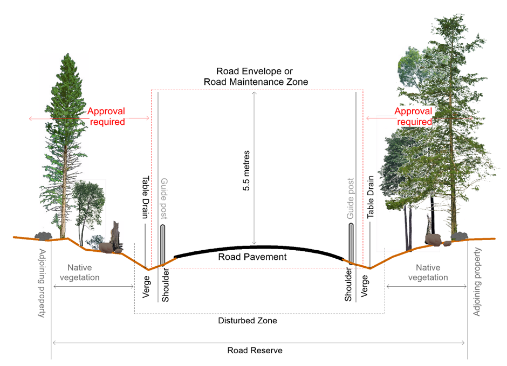 Road Envelope or
Road Maintenance Zone
Approval
required
Approval
required
Table Drain
Guide post
5.5 metres
Guide post
Table Drain
Road Pavement
Adjoining property
Native
vegetation
Verge
Shoulder
Shoulder
Verge
Native
vegetation
Adjoining property
Disturbed Zone
Road Reserve